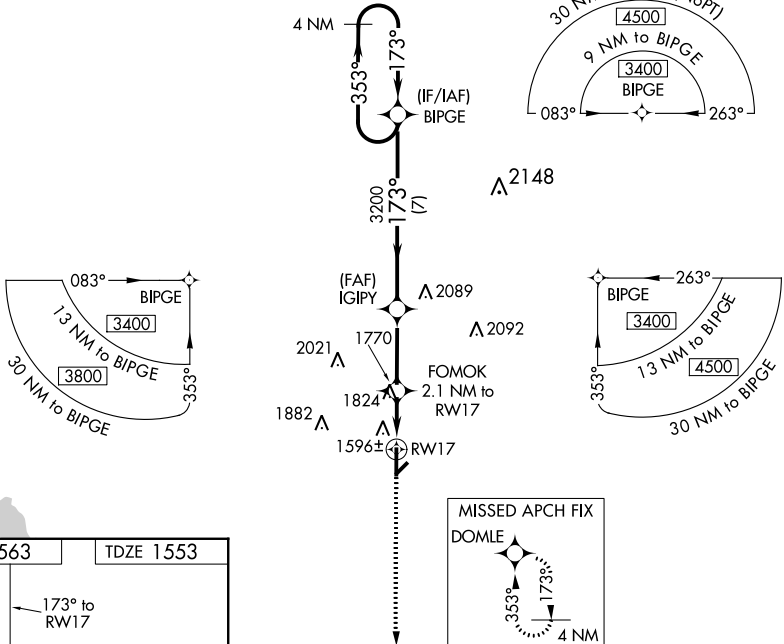 4 NM
353°
173°
(IF/IAF)
BIPGE
30 NM
4500
9 NM to BIPGE
3400
BIPGE
083°
263°
2148
3200
173°
(7)
083°
BIPGE
3400
13 NM to BIPGE
3800
30 NM to BIPGE
353°
(FAF)
IGIPY
2089
2092
1770
2021
FOMOK
2.1 NM to
RW17
1824
1882
1596±
RW17
263°
BIPGE
3400
13 NM to BIPGE
4500
30 NM to BIPGE
353°
MISSED APCH FIX
DOMLE
353°
173°
4 NM
563
TDZE 1553
173° to
RW17